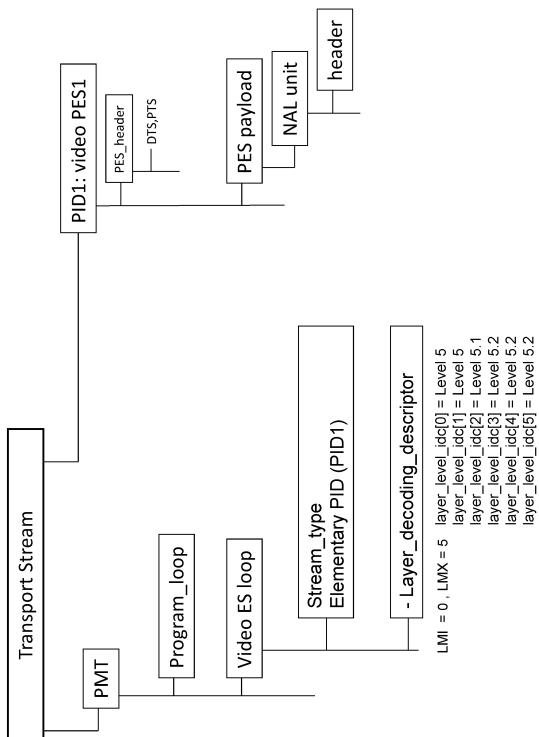 Transport Stream
PMT
Program_loop
Video ES loop
Stream_type
Elementary PID (PID1)
- Layer_decoding_descriptor
LMI = 0 , LMX = 5 layer_level_idc[0] = Level 5
layer_level_idc[1] = Level 5
layer_level_idc[2] = Level 5.1
layer_level_idc[3] = Level 5.2
layer_level_idc[4] = Level 5.2
layer_level_idc[5] = Level 5.2
PID1: video PES1
PES_header
DTS,PTS
PES payload
NAL unit
header